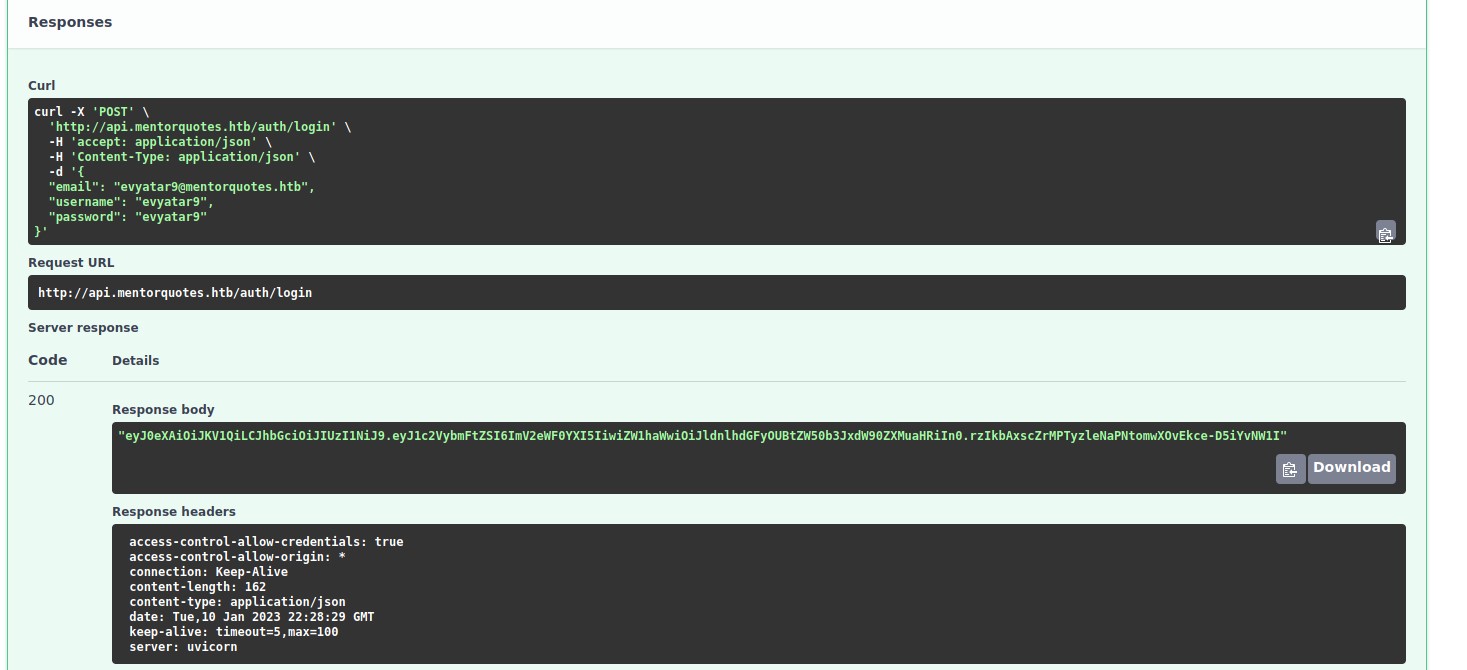 Responses
Curl
curl -X 'POST' \
  'http://api.mentorquotes.htb/auth/login' \
  -H 'accept: application/json' \
  -H 'Content-Type: application/json' \
  -d '{
  "email": "evyatar9@mentorquotes.htb",
  "username": "evyatar9",
  "password": "evyatar9"
}'
Request URL
http://api.mentorquotes.htb/auth/login
Server response
Code Details
200
Response body
"eyJ0eXAiOiJKV1QiLCJhbGciOiJIUzI1NiJ9.eyJ1c2VybmFtZSI6ImV2eWF0YXI5IiwiZW1haWwiOiJldnlhdGFyOUBtZW50b3JxdW90ZXMuaHRiIn0.rzIkbAxscZrMPTyzleNaPNtomwXOvEkce-D5iYvNW1I"
Download
Response headers
access-control-allow-credentials: true
access-control-allow-origin: *
connection: Keep-Alive
content-length: 162
content-type: application/json
date: Tue,10 Jan 2023 22:28:29 GMT
keep-alive: timeout=5,max=100
server: uvicorn